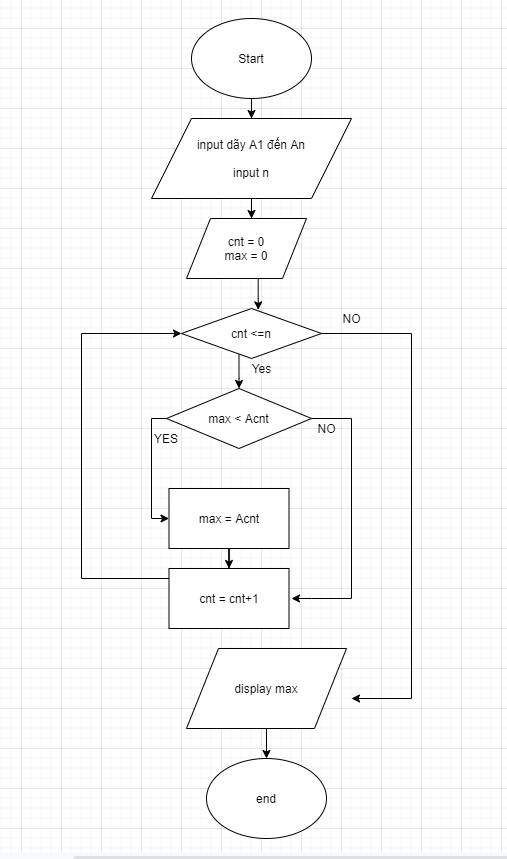 Start
input dãy A1 đến An
input n
cnt = 0
max = 0
cnt <=n
NO
Yes
max < Acnt
YES
NO
max = Acnt
cnt = cnt+1
display max
end